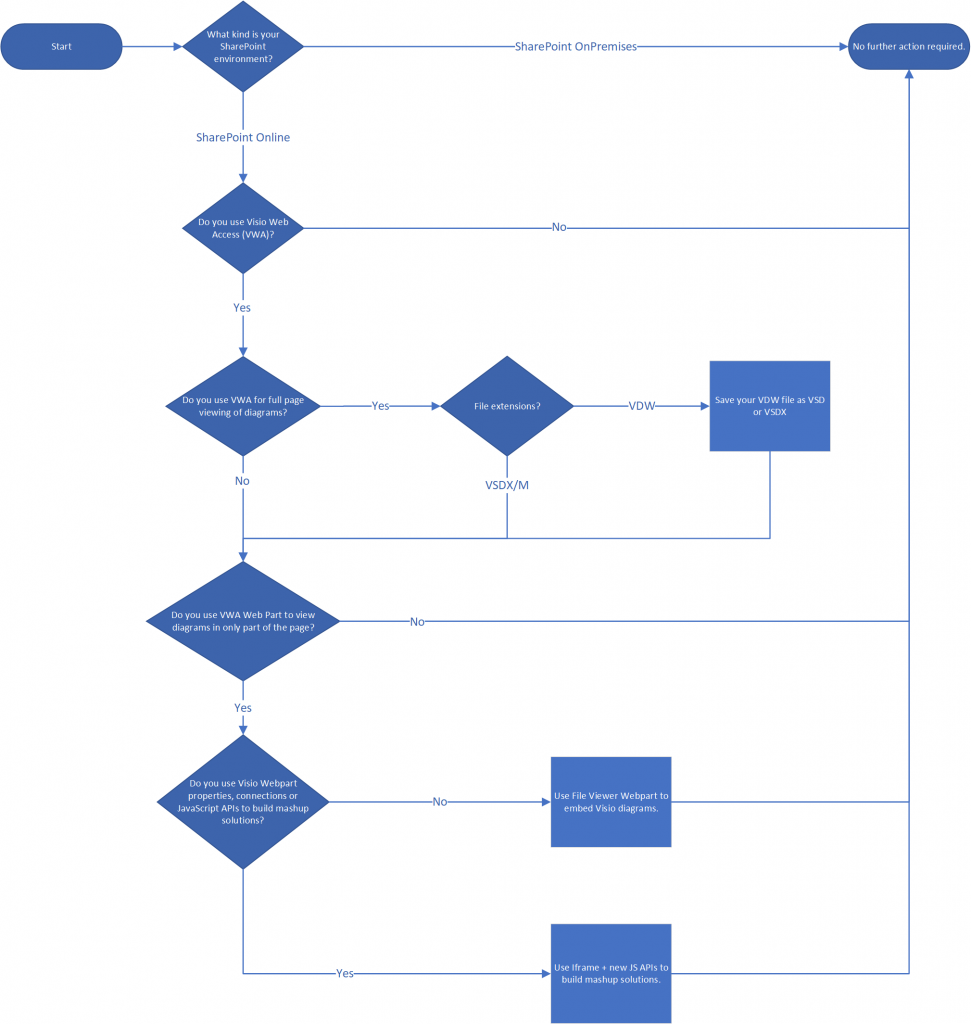 Start
What kind is your
SharePoint
environment?
SharePoint OnPremises
No further action required.
SharePoint Online
Do you use Visio Web
Access (VWA)?
No
Yes
Do you use VWA for full page
viewing of diagrams?
Yes
File extensions?
VDW
Save your VDW file as VSD
or VSDX
No
VSDX/M
Do you use VWA Web Part to view
diagrams in only part of the page?
No
Yes
Do you use Visio Webpart
properties, connections or
JavaScript APIs to build mashup
solutions?
No
Use File Viewer Webpart to
embed Visio diagrams.
Yes
Use Iframe + new JS APIs to
build mashup solutions.